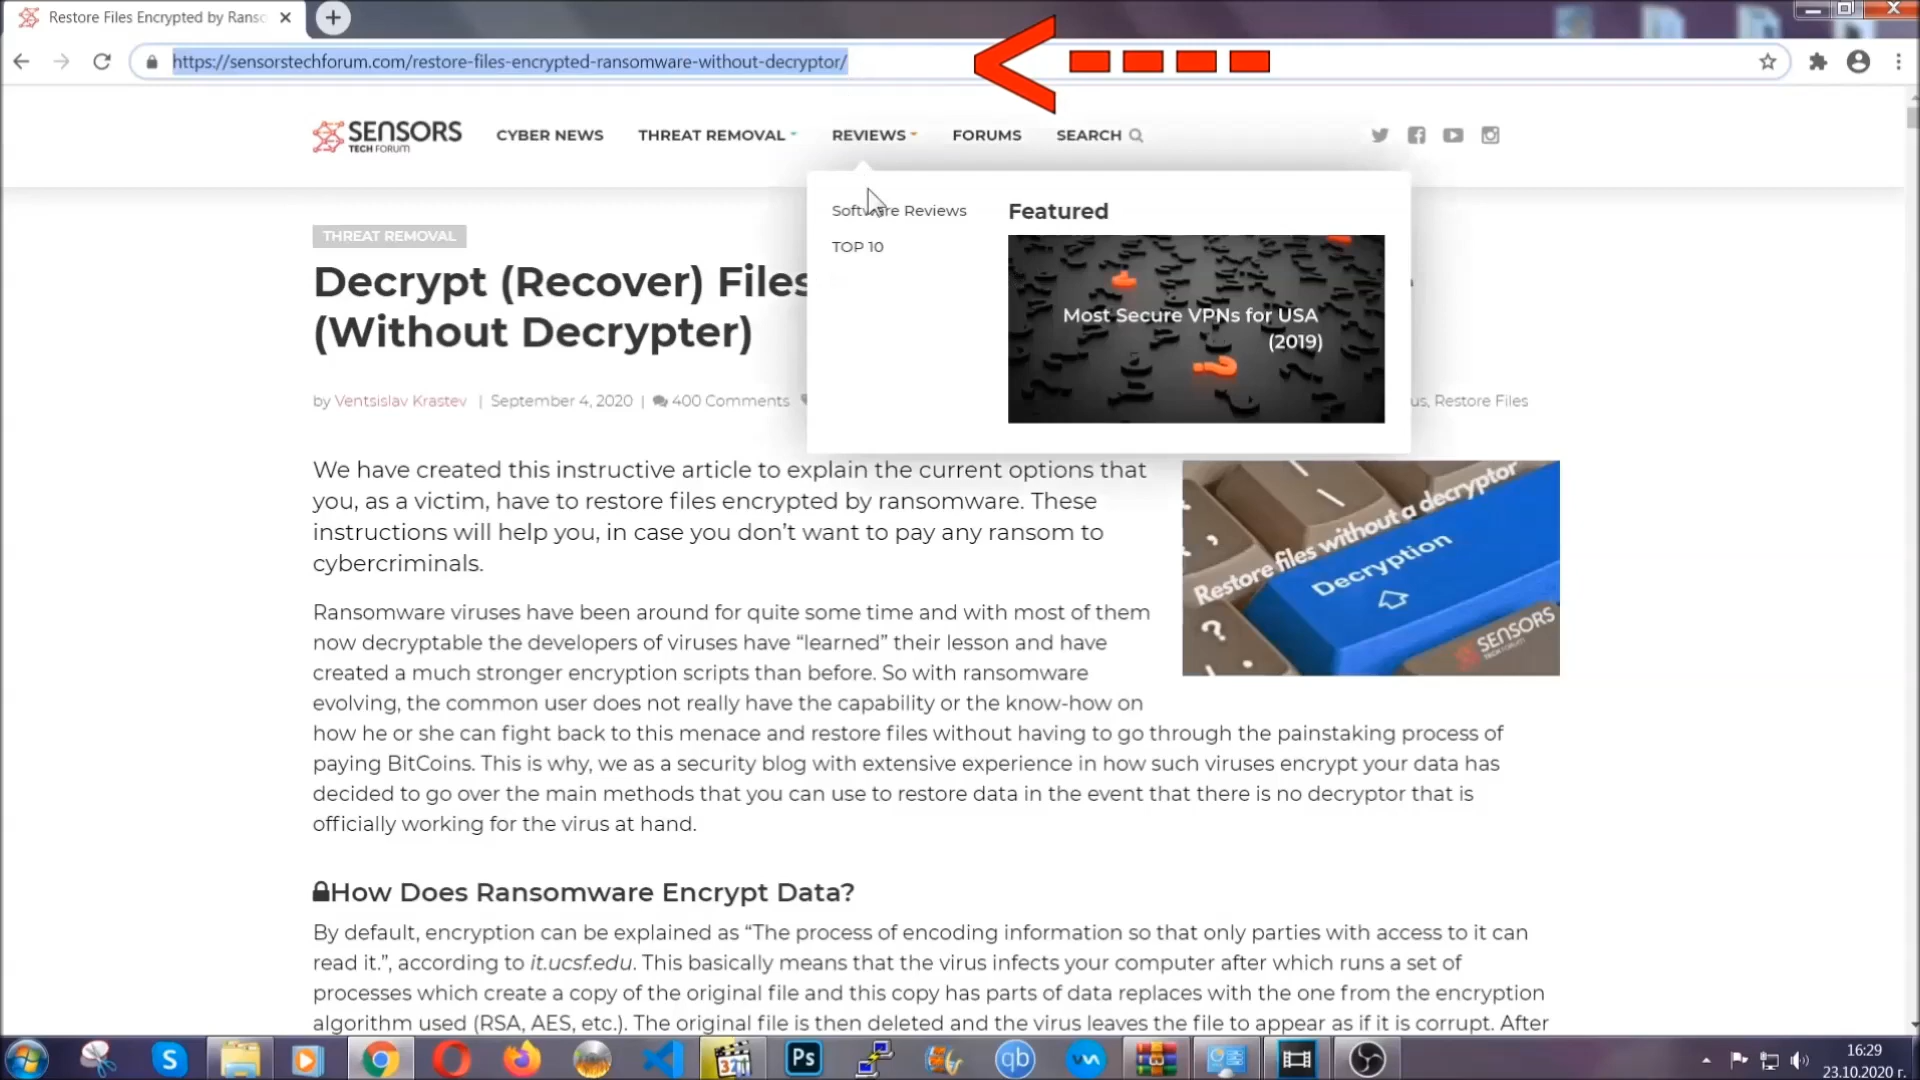 Restore Files Encrypted by Ranso
https://sensorstechforum.com/restore-files-encrypted-ransomware-without-decryptor/
SENSORS
TECH FORUM
CYBER NEWS
THREAT REMOVAL
REVIEWS
FORUMS
SEARCH
Software Reviews
TOP 10
Featured
Most Secure VPNs for USA
(2019)
THREAT REMOVAL
Decrypt (Recover) Files
(Without Decrypter)
by Ventsislav Krastev | September 4, 2020 | 400 Comments
us, Restore Files
We have created this instructive article to explain the current options that
you, as a victim, have to restore files encrypted by ransomware. These
instructions will help you, in case you don’t want to pay any ransom to
cybercriminals.
Restore files without a decryptor
Decryption
SENSORS
TECH FORUM
Ransomware viruses have been around for quite some time and with most of them
now decryptable the developers of viruses have “learned” their lesson and have
created a much stronger encryption scripts than before. So with ransomware
evolving, the common user does not really have the capability or the know-how on
how he or she can fight back to this menace and restore files without having to go through the painstaking process of
paying BitCoins. This is why, we as a security blog with extensive experience in how such viruses encrypt your data has
decided to go over the main methods that you can use to restore data in the event that there is no decryptor that is
officially working for the virus at hand.
How Does Ransomware Encrypt Data?
By default, encryption can be explained as “The process of encoding information so that only parties with access to it can
read it.”, according to it.ucsf.edu. This basically means that the virus infects your computer after which runs a set of
processes which create a copy of the original file and this copy has parts of data replaces with the one from the encryption
algorithm used (RSA, AES, etc.). The original file is then deleted and the virus leaves the file to appear as if it is corrupt. After
S
321
Ps
qb
16:29
23.10.2020 г.